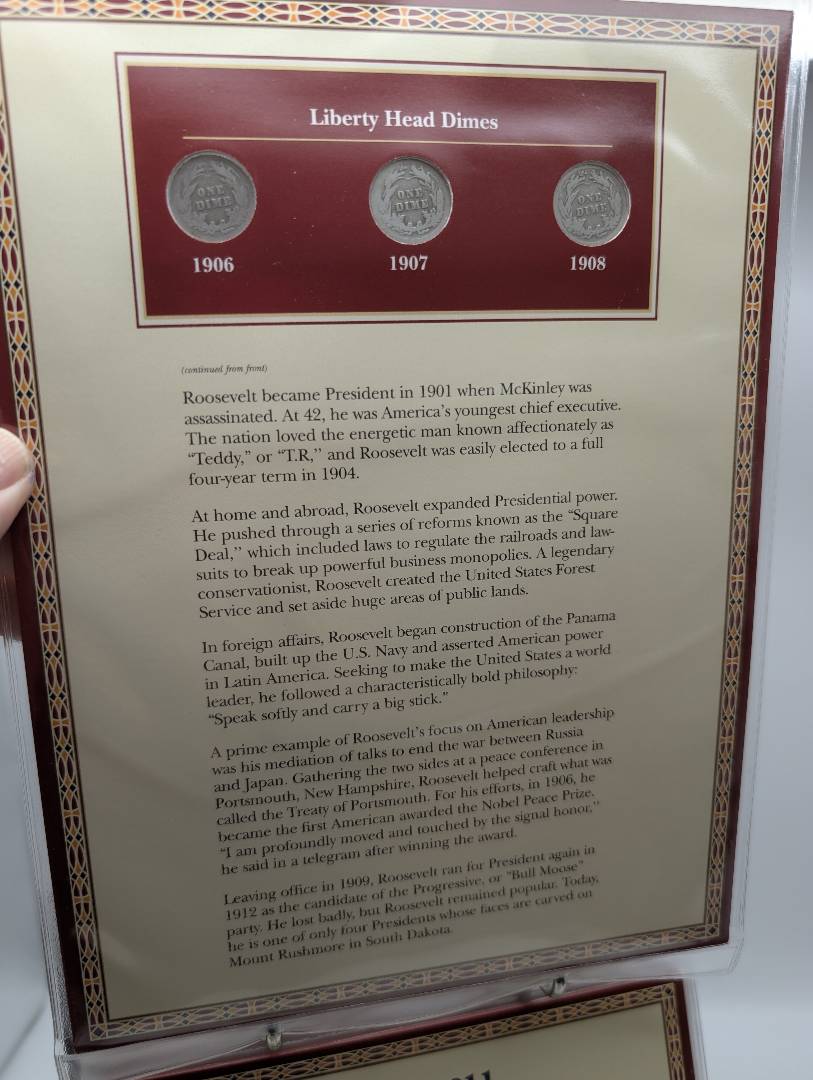 Liberty Head Dimes
ONE
DIME
ONE
DIME
ONE
DIME
1906
1907
1908
(continued from front)
Roosevelt became President in 1901 when McKinley was
assassinated. At 42, he was America's youngest chief executive.
The nation loved the energetic man known affectionately as
“Teddy,” or “T.R,” and Roosevelt was easily elected to a full
four-year term in 1904.
At home and abroad, Roosevelt expanded Presidential power.
He pushed through a series of reforms known as the “Square
Deal,” which included laws to regulate the railroads and law-
suits to break up powerful business monopolies. A legendary
conservationist, Roosevelt created the United States Forest
Service and set aside huge areas of public lands.
In foreign affairs, Roosevelt began construction of the Panama
Canal, built up the U.S. Navy and asserted American power
in Latin America. Seeking to make the United States a world
leader, he followed a characteristically bold philosophy:
“Speak softly and carry a big stick.”
A prime example of Roosevelt's focus on American leadership
was his mediation of talks to end the war between Russia
and Japan. Gathering the two sides at a peace conference in
Portsmouth, New Hampshire, Roosevelt helped craft what was
called the Treaty of Portsmouth. For his efforts, in 1906, he
became the first American awarded the Nobel Peace Prize.
“I am profoundly moved and touched by the signal honor,”
he said in a telegram after winning the award.
Leaving office in 1909, Roosevelt ran for President again in
1912 as the candidate of the Progressive, or “Bull Moose”
party. He lost badly, but Roosevelt remained popular. Today,
he is one of only four Presidents whose faces are carved on
Mount Rushmore in South Dakota.